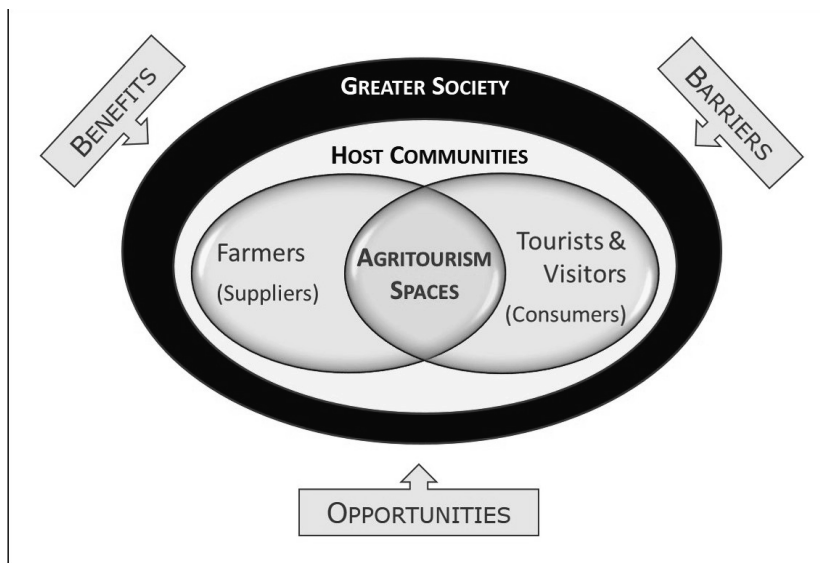 BENEFITS
BARRIERS
GREATER SOCIETY
HOST COMMUNITIES
Farmers
(Suppliers)
AGRITOURISM
SPACES
Tourists &
Visitors
(Consumers)
OPPORTUNITIES